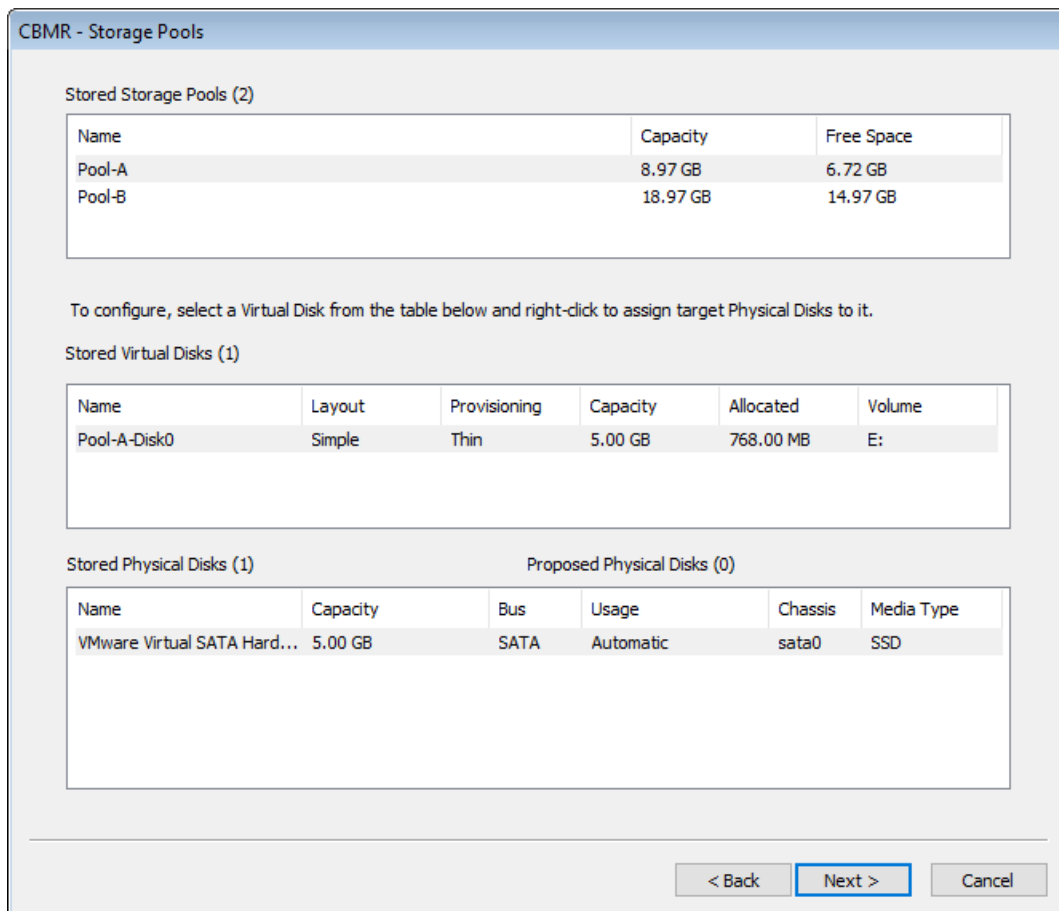 CBMR - Storage Pools
Stored Storage Pools (2)
Name Capacity Free Space
Pool-A 8.97 GB 6.72 GB
Pool-B 18.97 GB 14.97 GB
To configure, select a Virtual Disk from the table below and right-click to assign target Physical Disks to it.
Stored Virtual Disks (1)
Name Layout Provisioning Capacity Allocated Volume
Pool-A-Disk0 Simple Thin 5.00 GB 768.00 MB E:
Stored Physical Disks (1) Proposed Physical Disks (0)
Name Capacity Bus Usage Chassis Media Type
VMware Virtual SATA Hard... 5.00 GB SATA Automatic sata0 SSD
< Back Next > Cancel